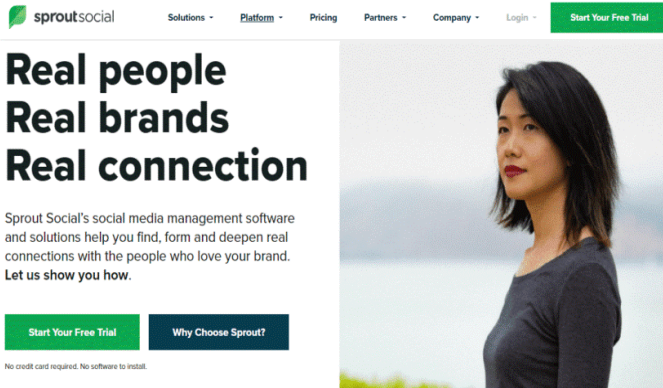 sproutsocial
Solutions Platform Pricing Partners Company Login Start Your Free Trial
Real people
Real brands
Real connection
Sprout Social's social media management software
and solutions help you find, form and deepen real
connections with the people who love your brand.
Let us show you how.
Start Your Free Trial Why Choose Sprout?
No credit card required. No software to install.